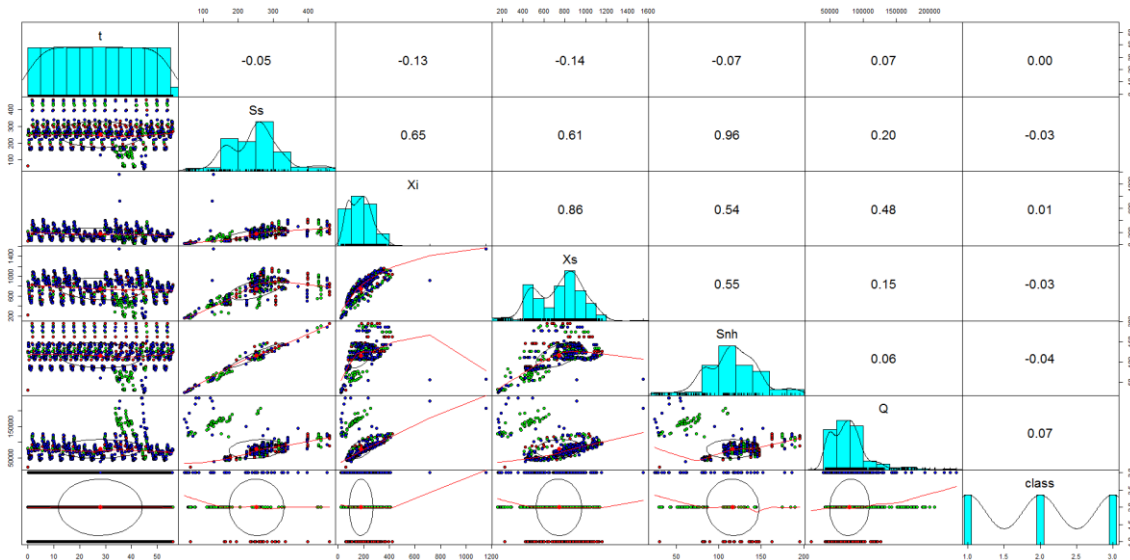 100 200 300 400 200 400 600 800 1000 1200 1400 1600 50000 100000 150000 200000
t -0.05 -0.13 -0.14 -0.07 0.07 0.00
100 200 300 400
Ss 0.65 0.61 0.96 0.20 -0.03
Xi 0.86 0.54 0.48 0.01
200 600 1000 1400
Xs 0.55 0.15 -0.03
Snh 0.06 -0.04
50000 150000
Q 0.07
class
0 10 20 30 40 50 0 200 400 600 800 1000 1200 50 100 150 200 1.0 1.5 2.0 2.5 3.0